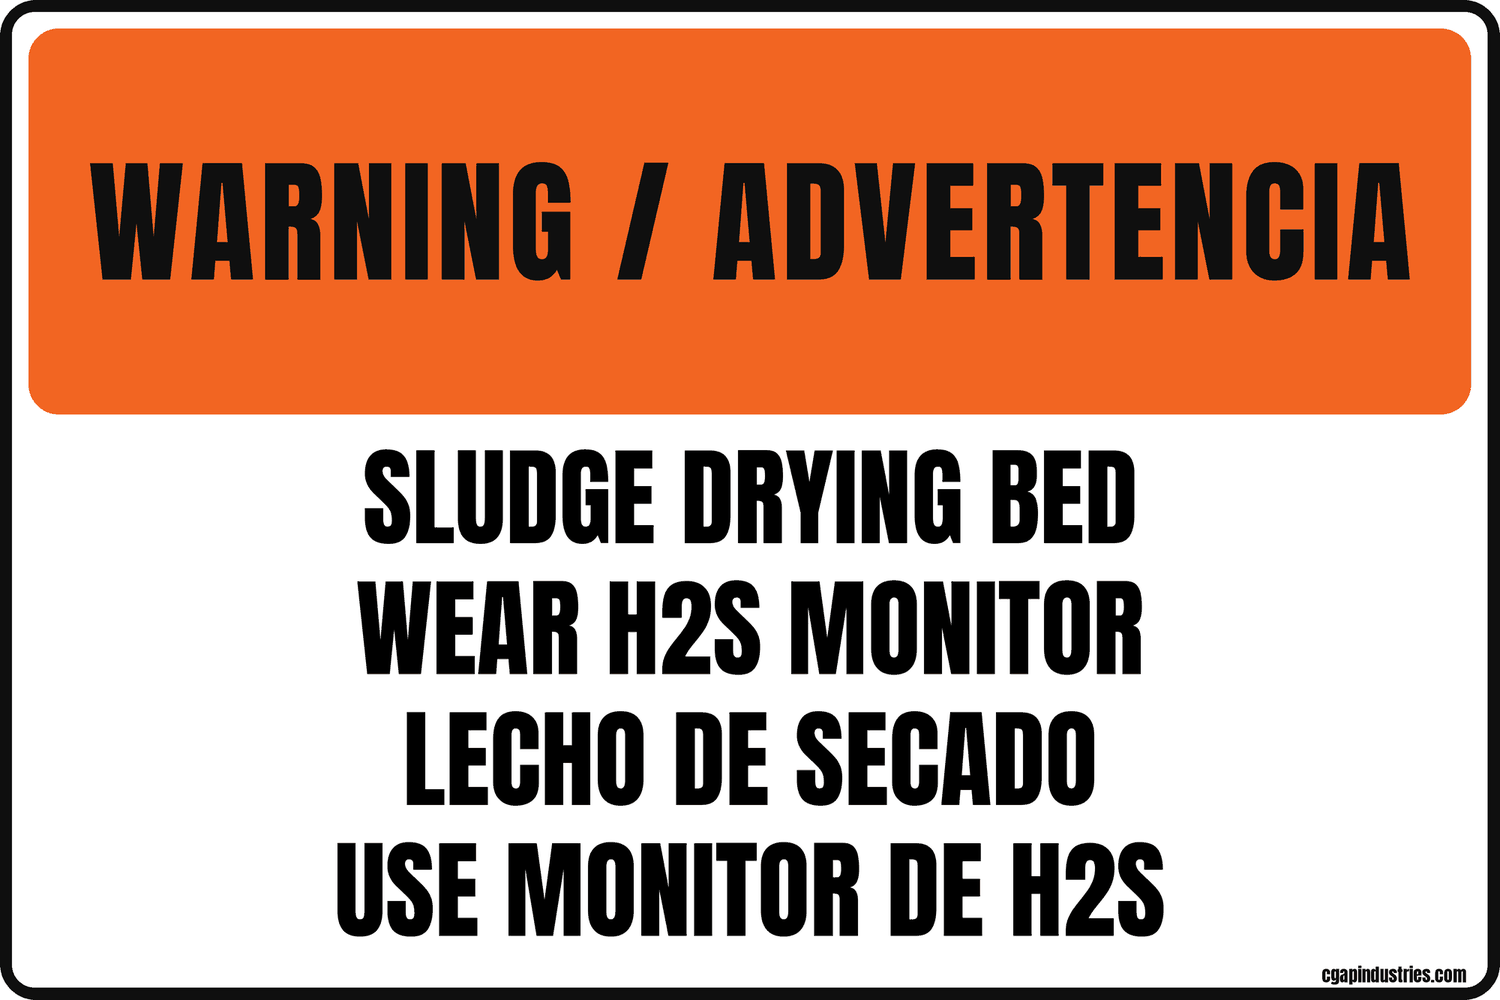 WARNING / ADVERTENCIA
SLUDGE DRYING BED
WEAR H2S MONITOR
LECHO DE SECADO
USE MONITOR DE H2S
cgapindustries.com